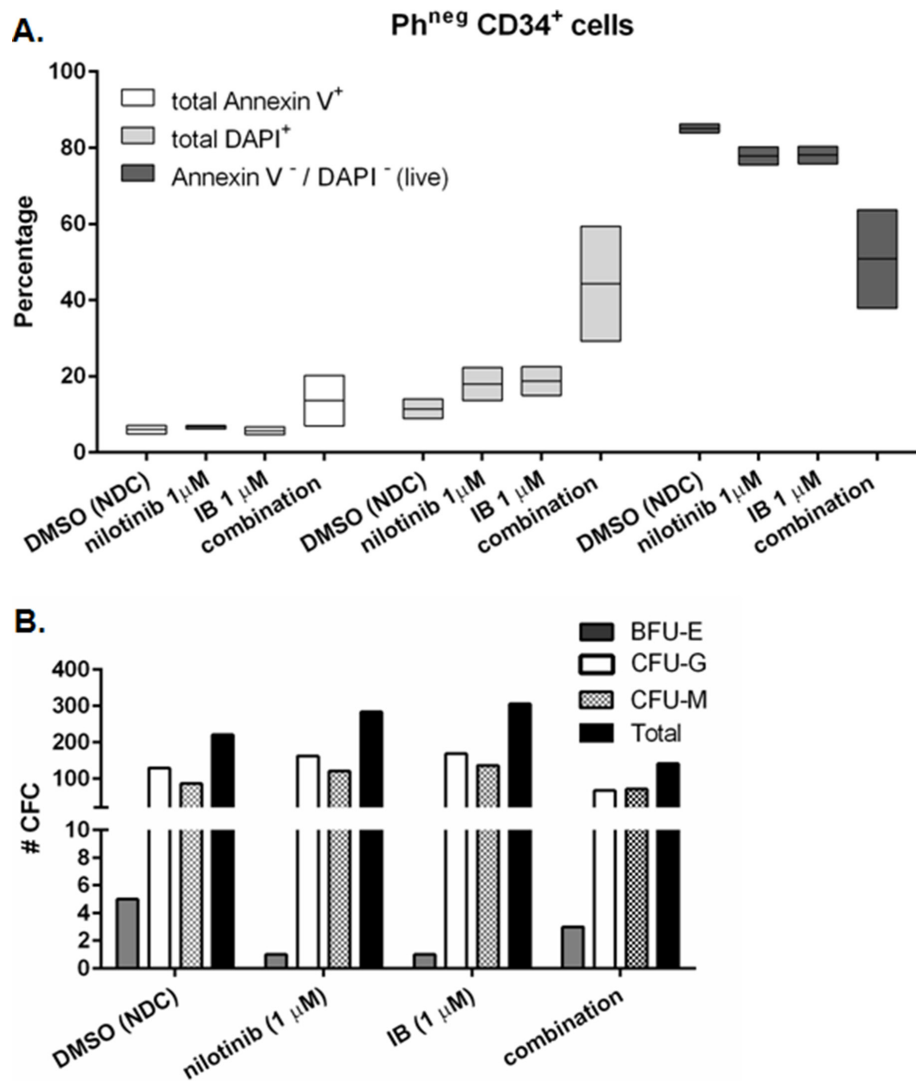 A.
Ph^neg CD34^+ cells
100
80
60
40
20
0
Percentage
total Annexin V^+
total DAPI^+
Annexin V^- / DAPI^- (live)
DMSO (NDC)
nilotinib 1μM
IB 1 μM
combination
DMSO (NDC)
nilotinib 1μM
IB 1 μM
combination
DMSO (NDC)
nilotinib 1μM
IB 1 μM
combination
B.
BFU-E
CFU-G
CFU-M
Total
400
300
200
100
10
8
6
4
2
0
# CFC
DMSO (NDC)
nilotinib (1 μM)
IB (1 μM)
combination